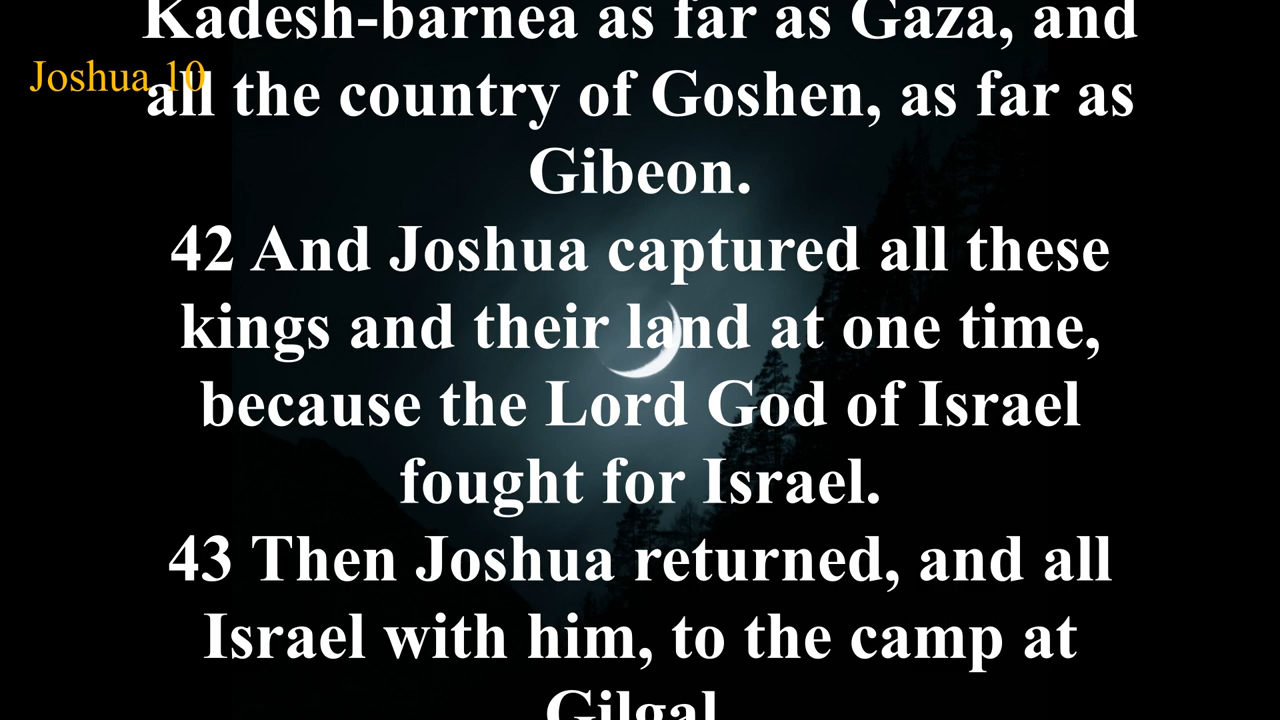 Kadesh-barnea as far as Gaza, and
Joshua 10
all the country of Goshen, as far as
Gibeon.
42 And Joshua captured all these
kings and their land at one time,
because the Lord God of Israel
fought for Israel.
43 Then Joshua returned, and all
Israel with him, to the camp at
Gilgal